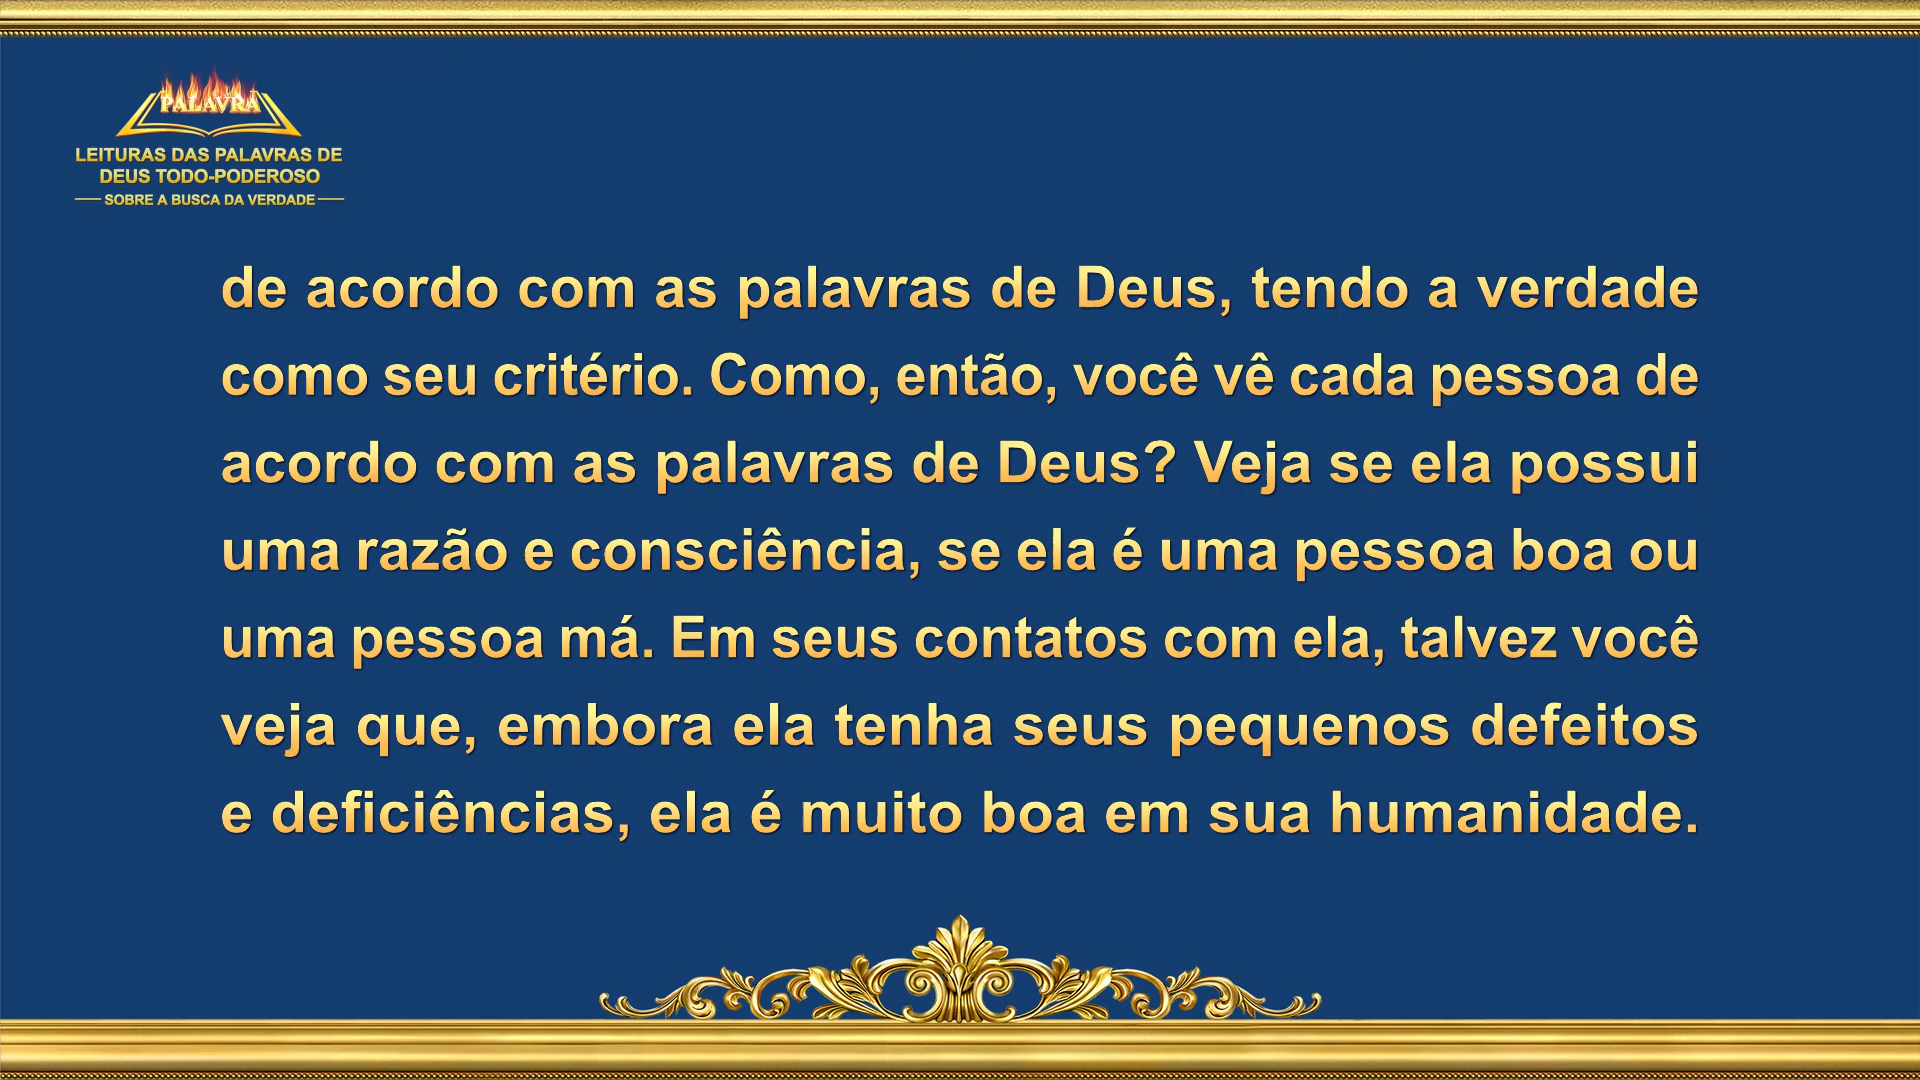 PALAVRA
LEITURAS DAS PALAVRAS DE
DEUS TODO-PODEROSO
SOBRE A BUSCA DA VERDADE
de acordo com as palavras de Deus, tendo a verdade
como seu critério. Como, então, você vê cada pessoa de
acordo com as palavras de Deus? Veja se ela possui
uma razão e consciência, se ela é uma pessoa boa ou
uma pessoa má. Em seus contatos com ela, talvez você
veja que, embora ela tenha seus pequenos defeitos
e deficiências, ela é muito boa em sua humanidade.